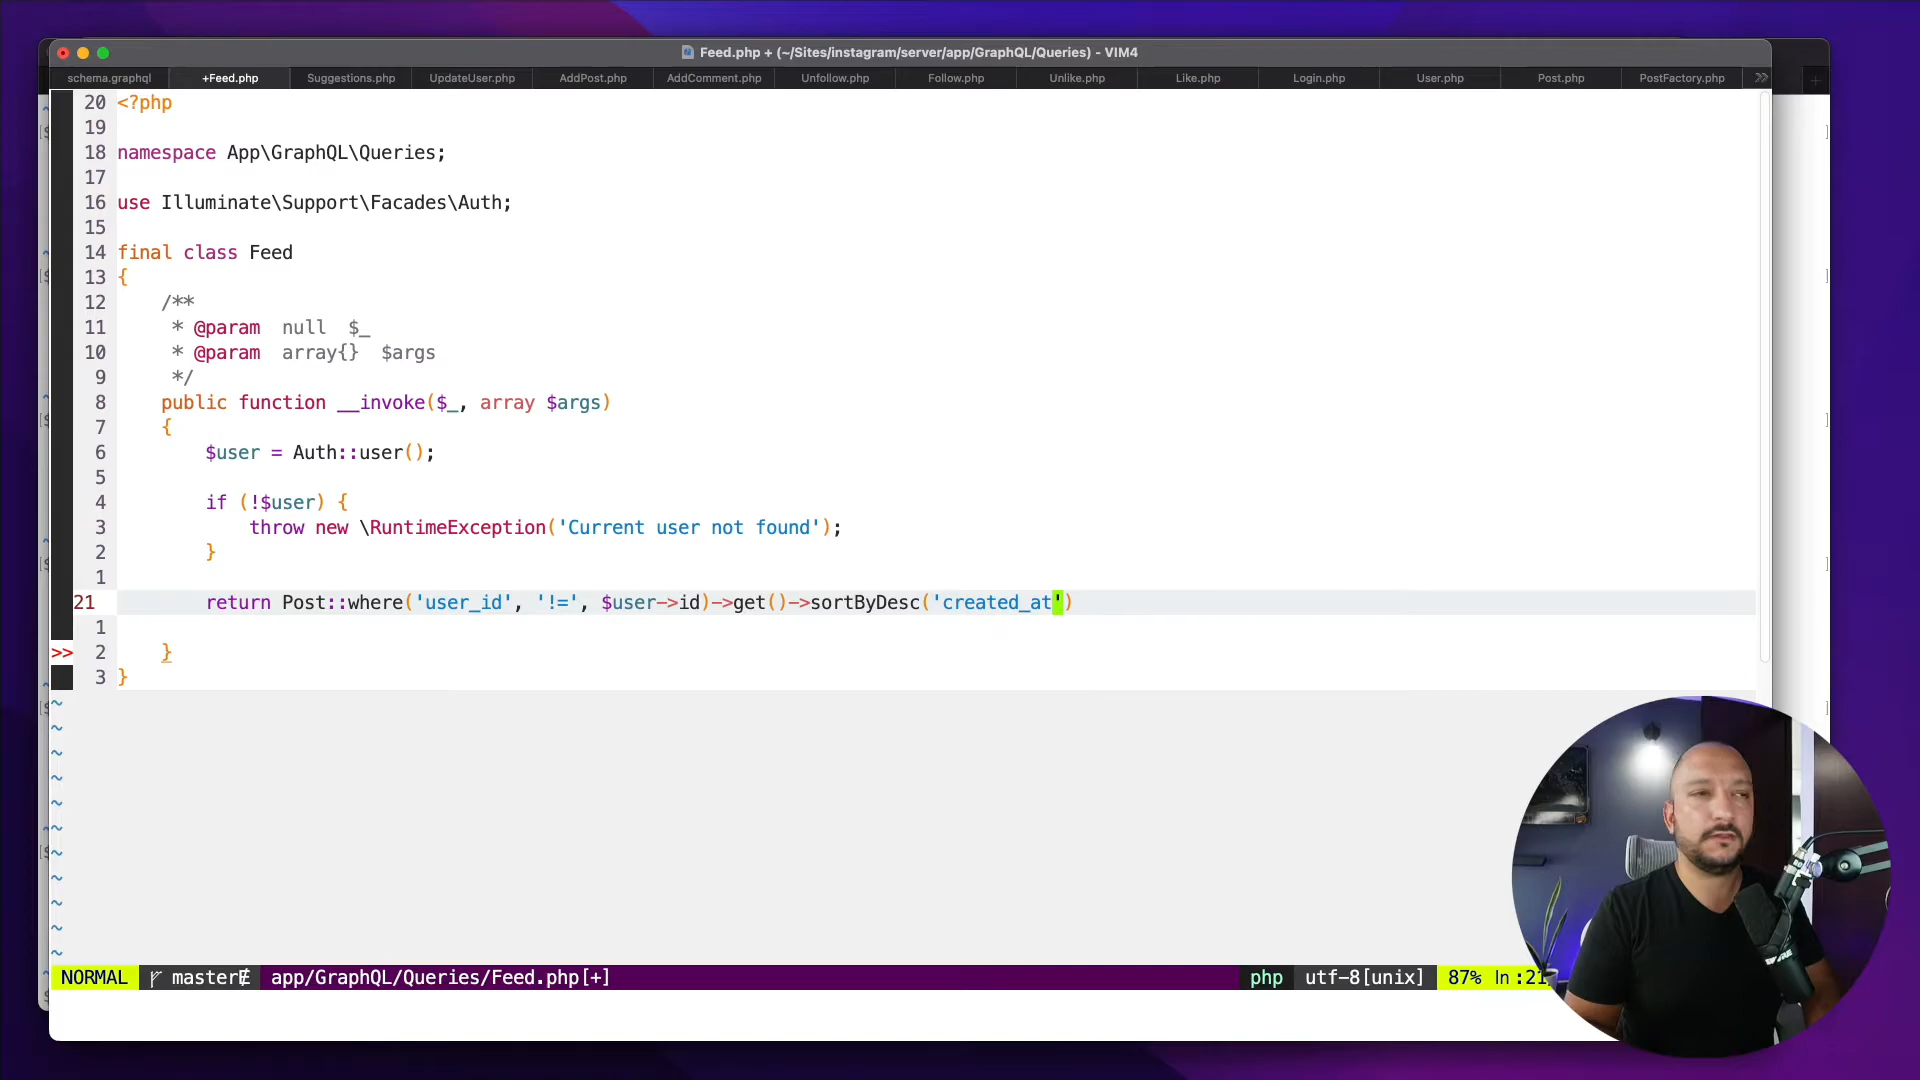 Feed.php + (~/Sites/instagram/server/app/GraphQL/Queries) - VIM4
schema.graphql +Feed.php Suggestions.php UpdateUser.php AddPost.php AddComment.php Unfollow.php Follow.php Unlike.php Like.php Login.php User.php Post.php PostFactory.php
20 <?php
19
18 namespace App\GraphQL\Queries;
17
16 use Illuminate\Support\Facades\Auth;
15
14 final class Feed
13 {
12     /**
11      * @param  null  $_
10      * @param  array{}  $args
9      */
8     public function __invoke($_, array $args)
7     {
6         $user = Auth::user();
5
4         if (!$user) {
3             throw new \RuntimeException('Current user not found');
2         }
1
21         return Post::where('user_id', '!=', $user->id)->get()->sortByDesc('created_at')
1
>> 2     }
3 }
~
~
~
~
~
~
~
~
~
~
~
NORMAL master app/GraphQL/Queries/Feed.php[+] php utf-8[unix] 87% ln:21